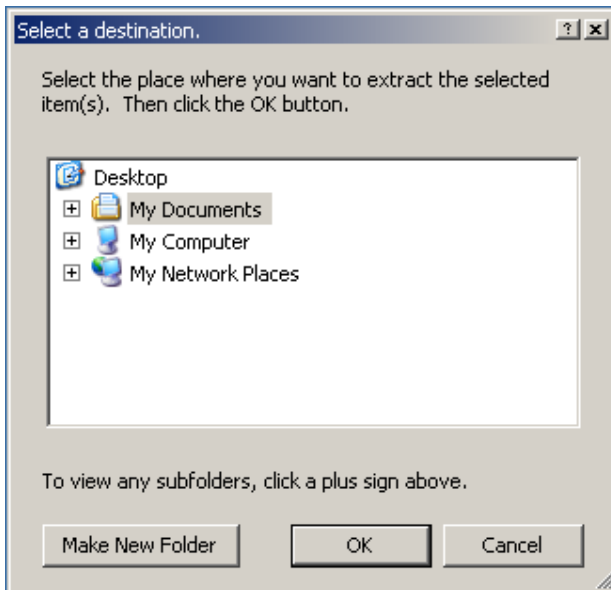 Select a destination.
Select the place where you want to extract the selected
item(s).  Then click the OK button.
Desktop
My Documents
My Computer
My Network Places
To view any subfolders, click a plus sign above.
Make New Folder
OK
Cancel